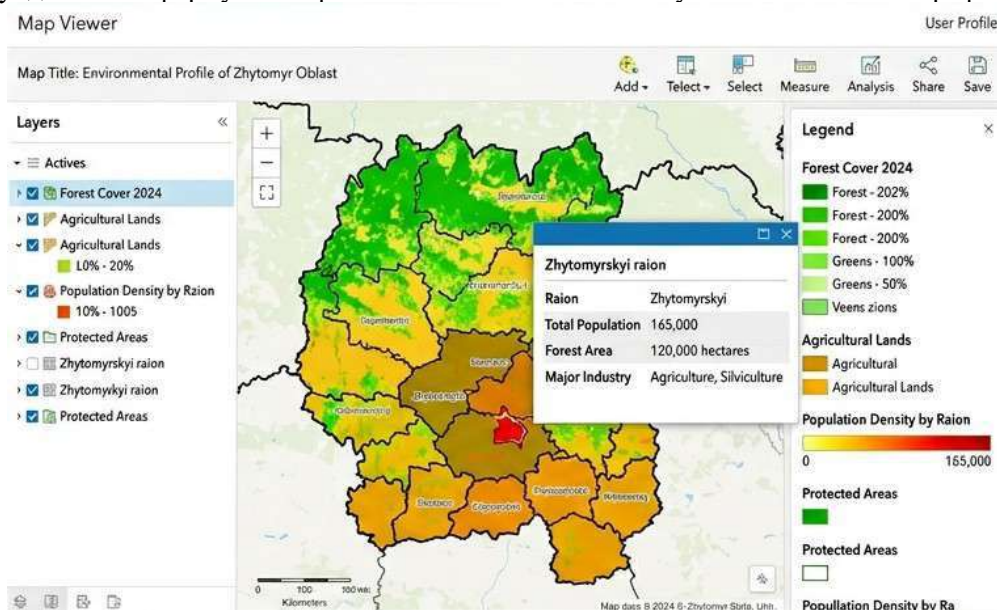 Map Viewer
User Profile
Map Title: Environmental Profile of Zhytomyr Oblast
Add
Telect
Select
Measure
Analysis
Share
Save
Layers
Actives
Forest Cover 2024
Agricultural Lands
Agricultural Lands
L0% - 20%
Population Density by Rzion
10% - 1005
Protected Areas
Zhytomyrskyi raion
Zhytomykyi raion
Protected Areas
Zhytomyrskyi raion
Raion Zhytomyrskyi
Total Population 165,000
Forest Area 120,000 hectares
Major Industry Agriculture, Silviculture
0 100
Kilometers
Legend
Forest Cover 2024
Forest - 202%
Forest - 200%
Forect - 200%
Greens - 100%
Greens - 50%
Veens zions
Agricultural Lands
Agricultural
Agricultural Lands
Population Density by Raion
0 165,000
Protected Areas
Protected Areas
Popullation Density by Ra